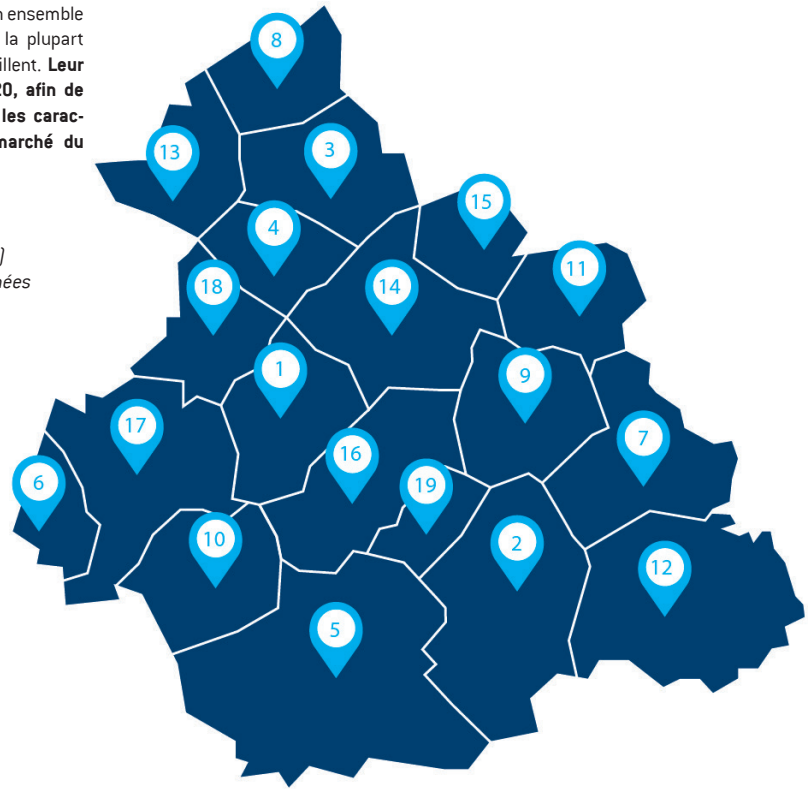 n ensemble
la plupart
illent. Leur
20, afin de
les carac-
marché du
)
nées
8
13
3
15
4
11
18
14
1
9
17
7
16
6
19
10
2
12
5